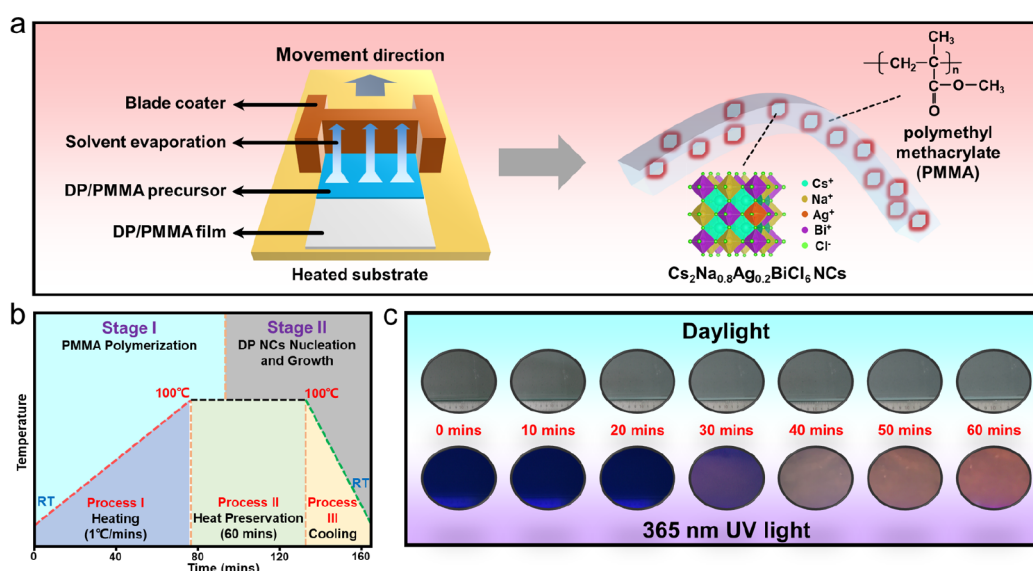 a
Movement direction
Blade coater
Solvent evaporation
DP/PMMA precursor
DP/PMMA film
Heated substrate
Cs⁺
Na⁺
Ag⁺
Bi⁺
Cl⁻
Cs₂Na₀.₈Ag₀.₂BiCl₆ NCs
CH₃
CH₂
C
n
C
O
CH₃
O
polymethyl
methacrylate
(PMMA)
b
Stage I
PMMA Polymerization
Stage II
DP NCs Nucleation
and Growth
100℃
100℃
Temperature
RT
RT
Process I
Heating
(1℃/mins)
Process II
Heat Preservation
(60 mins)
Process
III
Cooling
0
40
80
120
160
Time (mins)
c
Daylight
0 mins
10 mins
20 mins
30 mins
40 mins
50 mins
60 mins
365 nm UV light